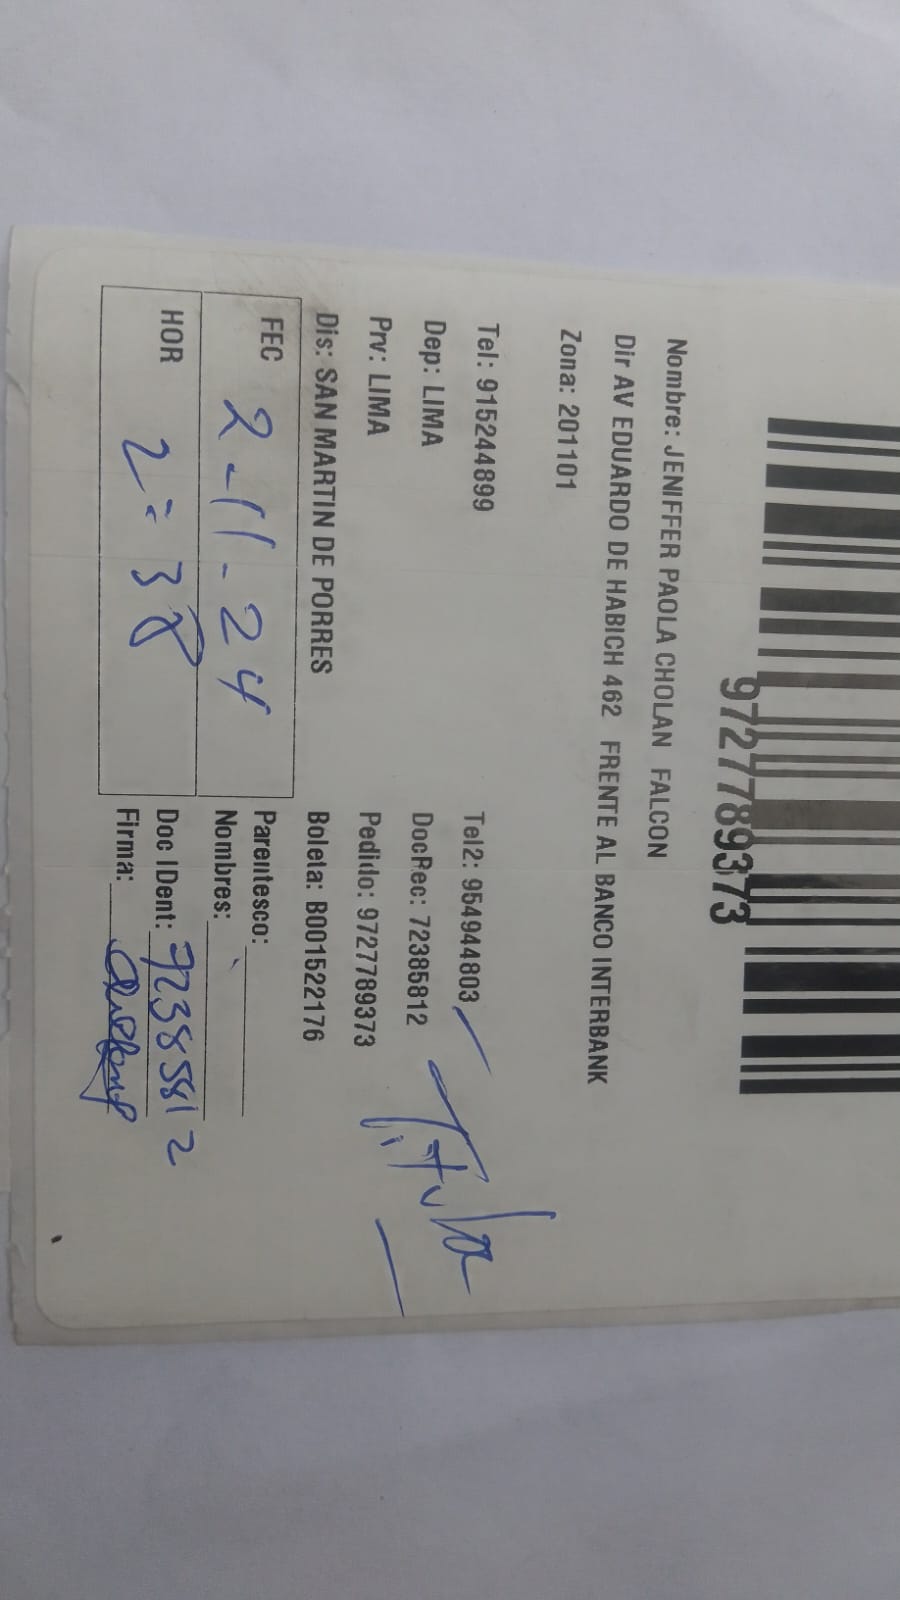 9727789373
Nombre: JENIFFER PAOLA CHOLAN FALCON
Dir AV EDUARDO DE HABICH 462 FRENTE AL BANCO INTERBANK
Zona: 201101
Tel: 915244899 Tel2: 954944803
Dep: LIMA DocRec: 72385812
Prv: LIMA Pedido: 9727789373
Dis: SAN MARTIN DE PORRES Boleta: B001522176
Titular
FEC 2-11-24 Parentesco:
Nombres:
HOR 2:38 Doc IDent: 72385812
Firma: